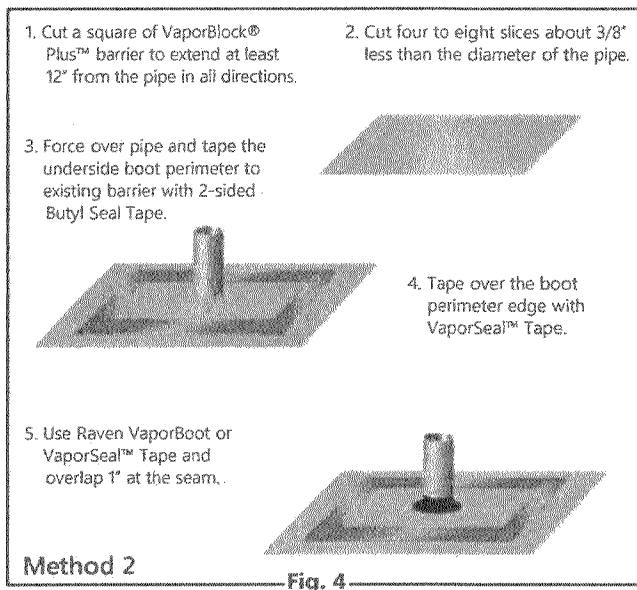 1. Cut a square of VaporBlock®
Plus™ barrier to extend at least
12" from the pipe in all directions.
2. Cut four to eight slices about 3/8"
less than the diameter of the pipe.
3. Force over pipe and tape the
underside boot perimeter to
existing barrier with 2-sided
Butyl Seal Tape.
4. Tape over the boot
perimeter edge with
VaporSeal™ Tape.
5. Use Raven VaporBoot or
VaporSeal™ Tape and
overlap 1" at the seam.
Method 2
Fig. 4